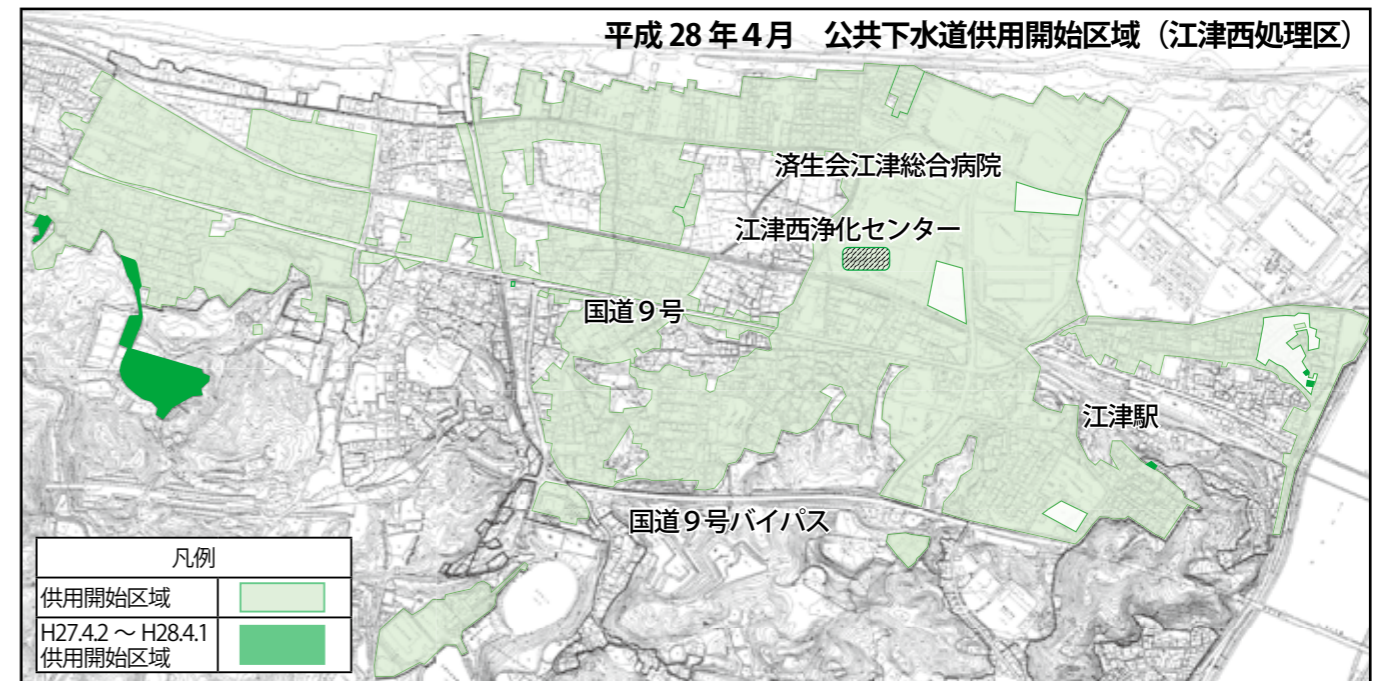 平成28年４月　公共下水道供用開始区域（江津西処理区）
済生会江津総合病院
江津西浄化センター
国道９号
江津駅
国道９号バイパス
凡例
供用開始区域
H27.4.2 ～ H28.4.1
供用開始区域